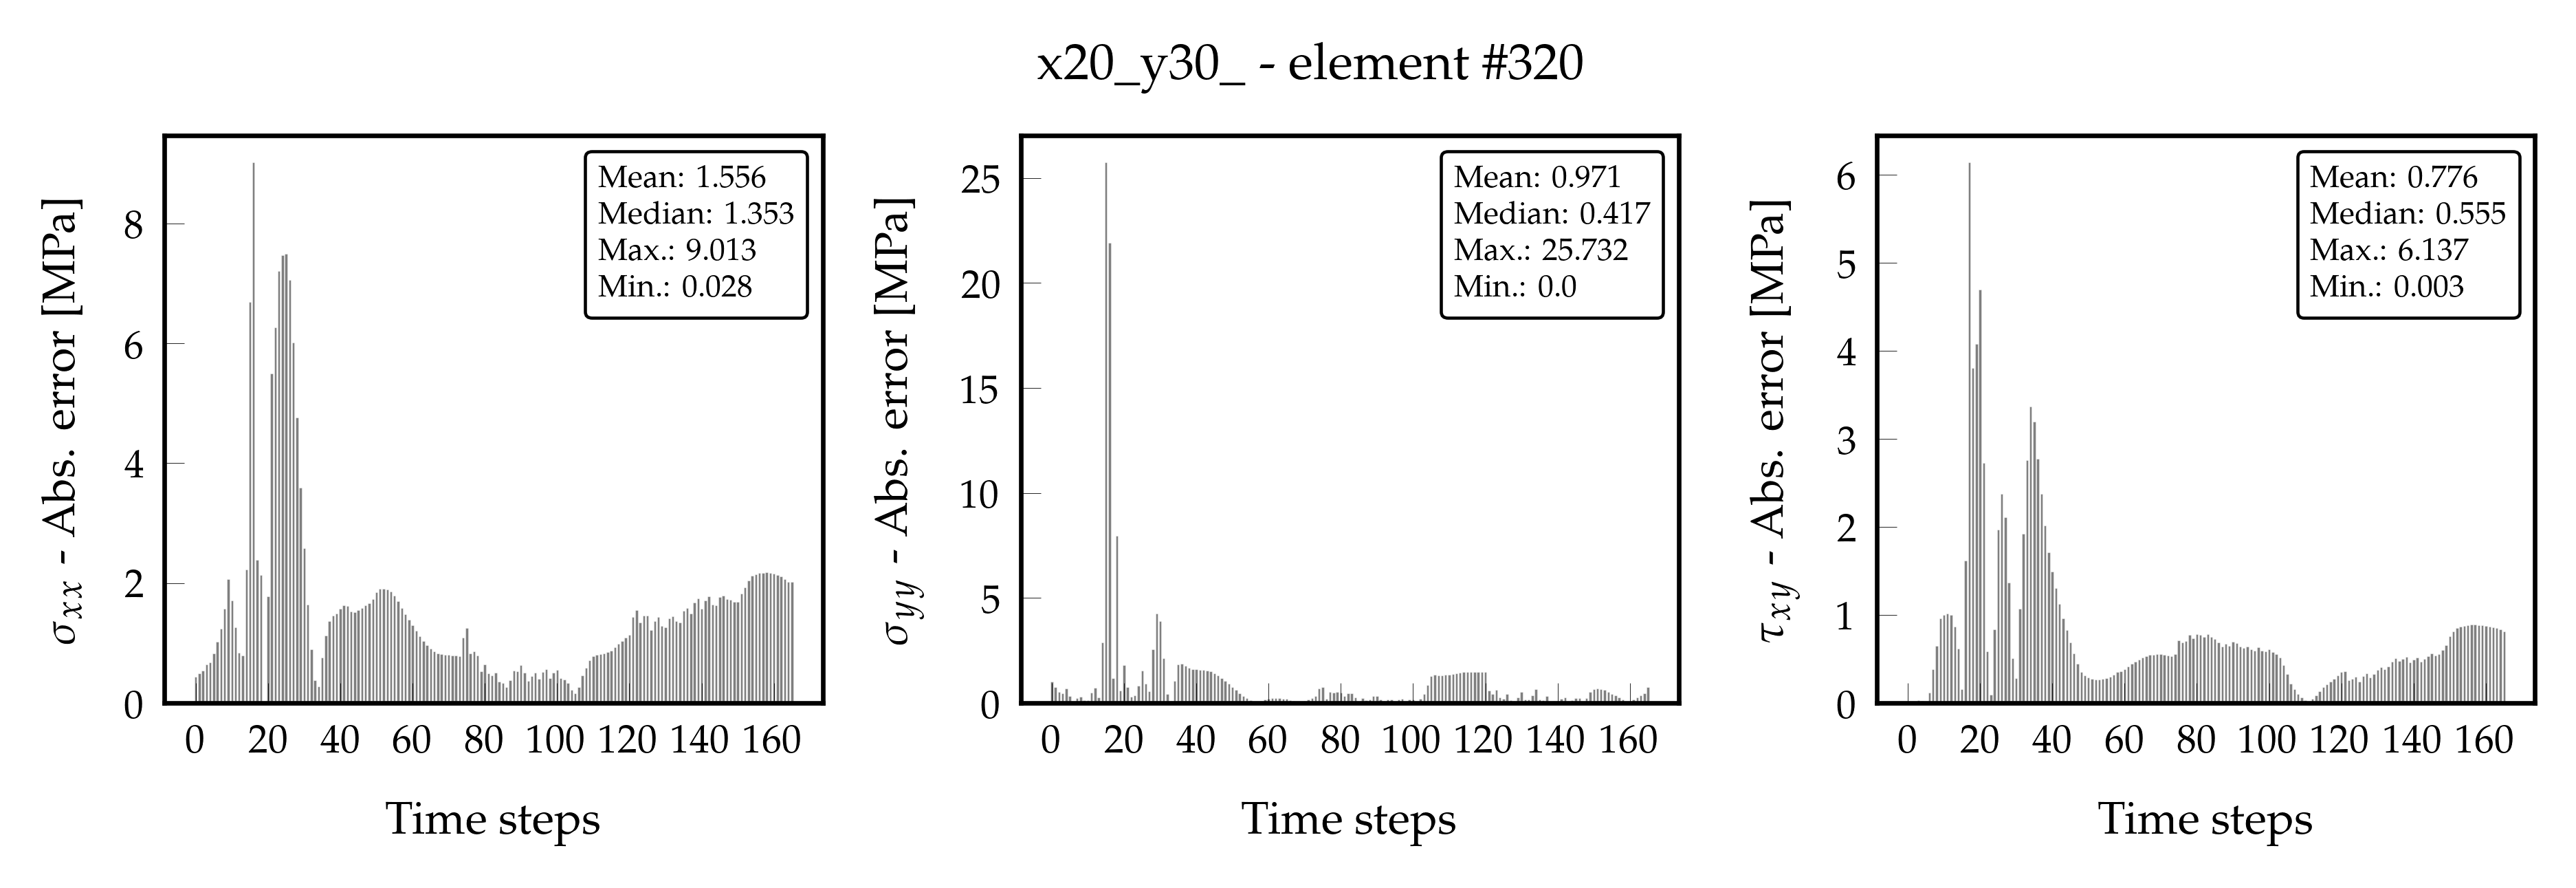 x20_y30_ - element #320
σxx - Abs. error [MPa]
8
6
4
2
0
0 20 40 60 80 100 120 140 160
Time steps
Mean: 1.556
Median: 1.353
Max.: 9.013
Min.: 0.028
σyy - Abs. error [MPa]
25
20
15
10
5
0
0 20 40 60 80 100 120 140 160
Time steps
Mean: 0.971
Median: 0.417
Max.: 25.732
Min.: 0.0
τxy - Abs. error [MPa]
6
5
4
3
2
1
0
0 20 40 60 80 100 120 140 160
Time steps
Mean: 0.776
Median: 0.555
Max.: 6.137
Min.: 0.003